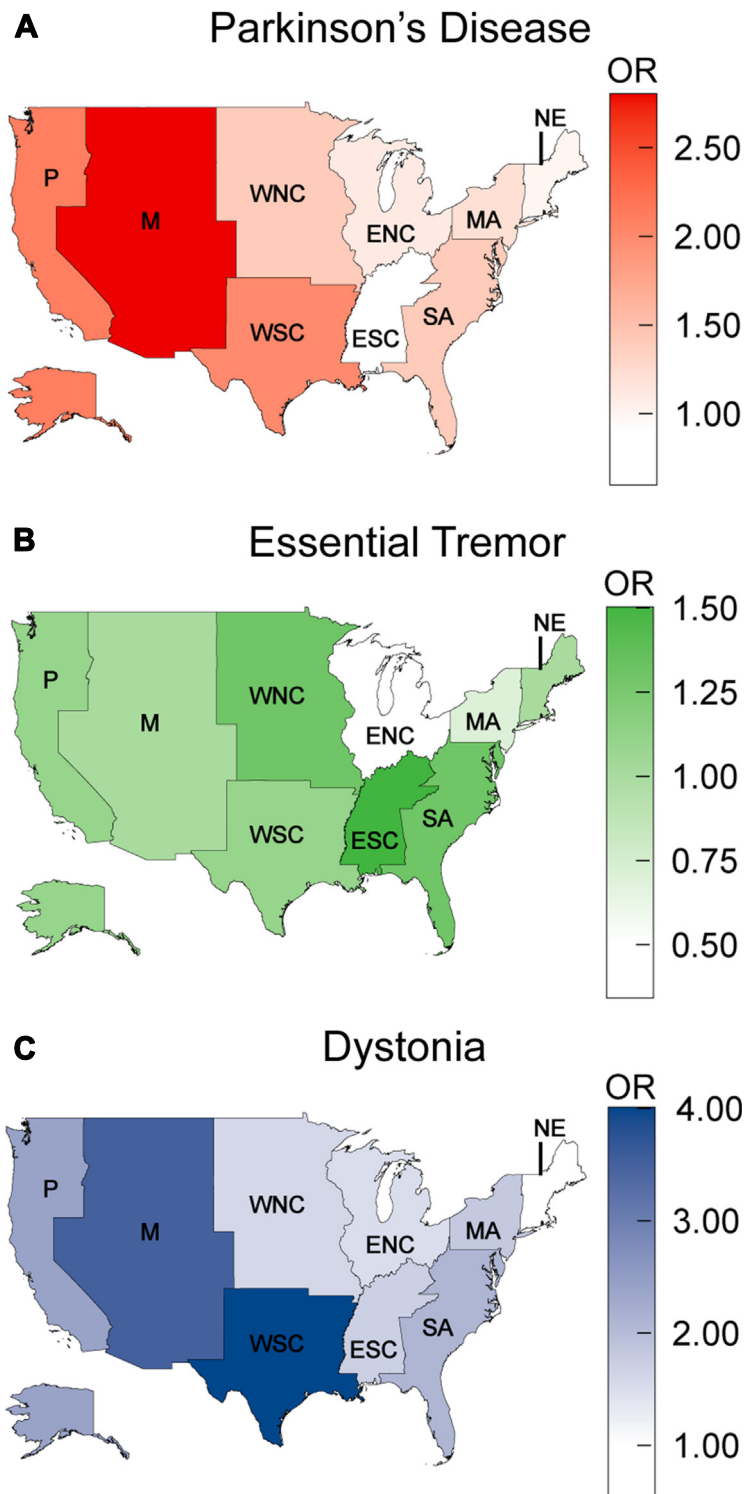 A Parkinson’s Disease
OR
NE
2.50
P
WNC
MA
M
ENC
2.00
SA
1.50
WSC
ESC
1.00
B Essential Tremor
OR
1.50
NE
P
WNC
1.25
M
MA
ENC
1.00
SA
WSC
ESC
0.75
0.50
C Dystonia
OR
4.00
NE
P
WNC
3.00
M
MA
ENC
SA
2.00
WSC
ESC
1.00